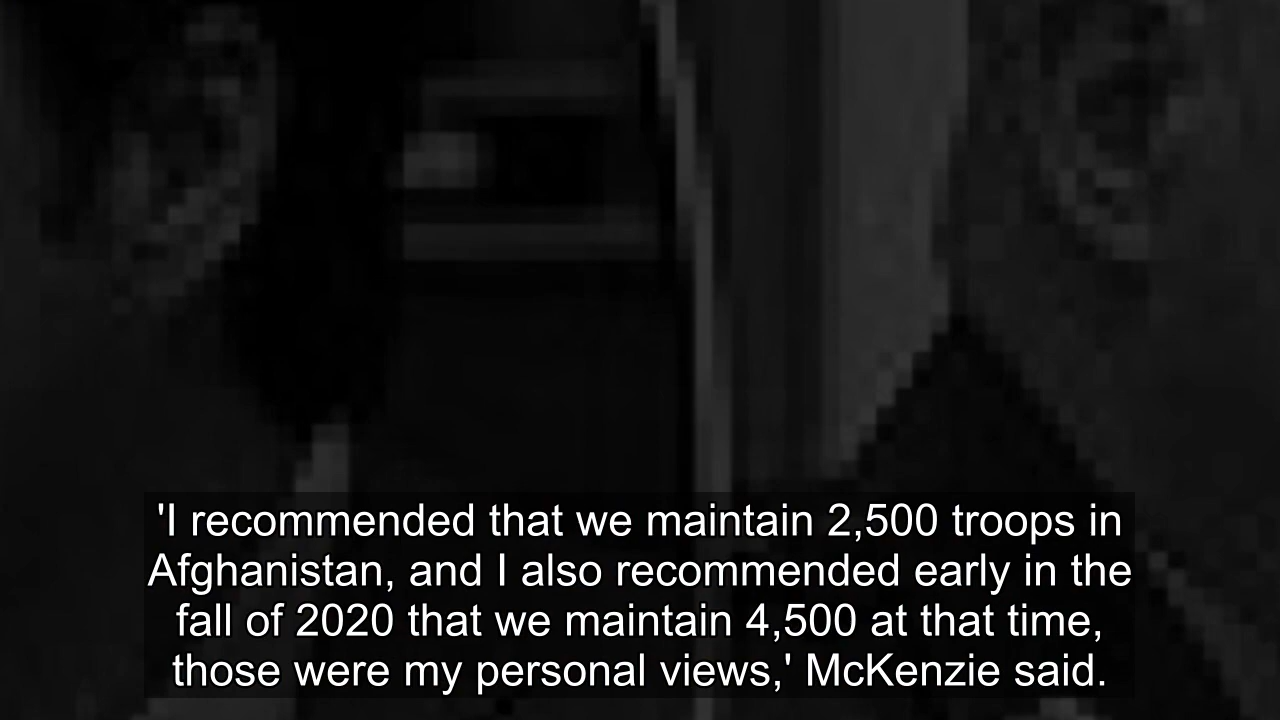 'I recommended that we maintain 2,500 troops in
Afghanistan, and I also recommended early in the
fall of 2020 that we maintain 4,500 at that time,
those were my personal views,' McKenzie said.